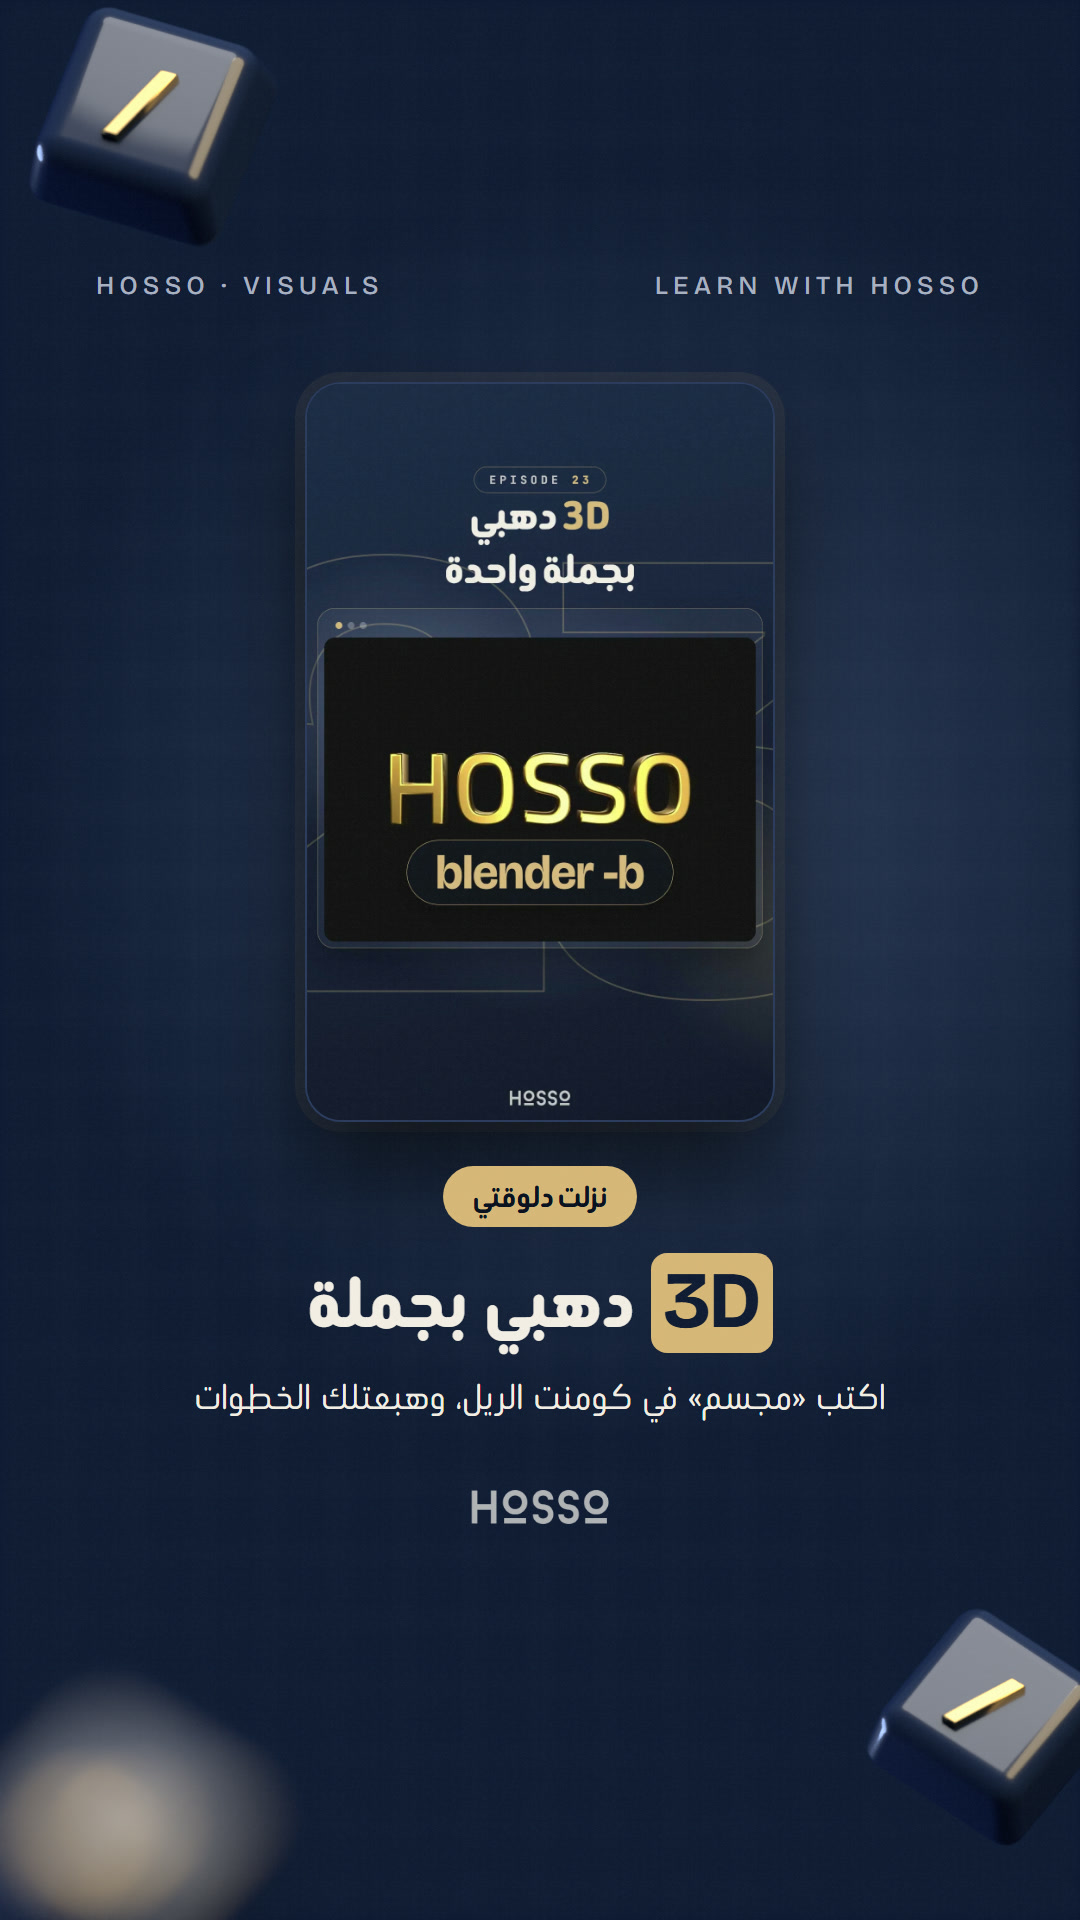 HOSSO · VISUALS
LEARN WITH HOSSO
EPISODE 23
3D دهبي
بجملة واحدة
HOSSO
blender -b
HOSSO
نزلت دلوقتي
3D دهبي بجملة
اكتب «مجسم» في كومنت الريل، وهبعتلك الخطوات
HOSSO